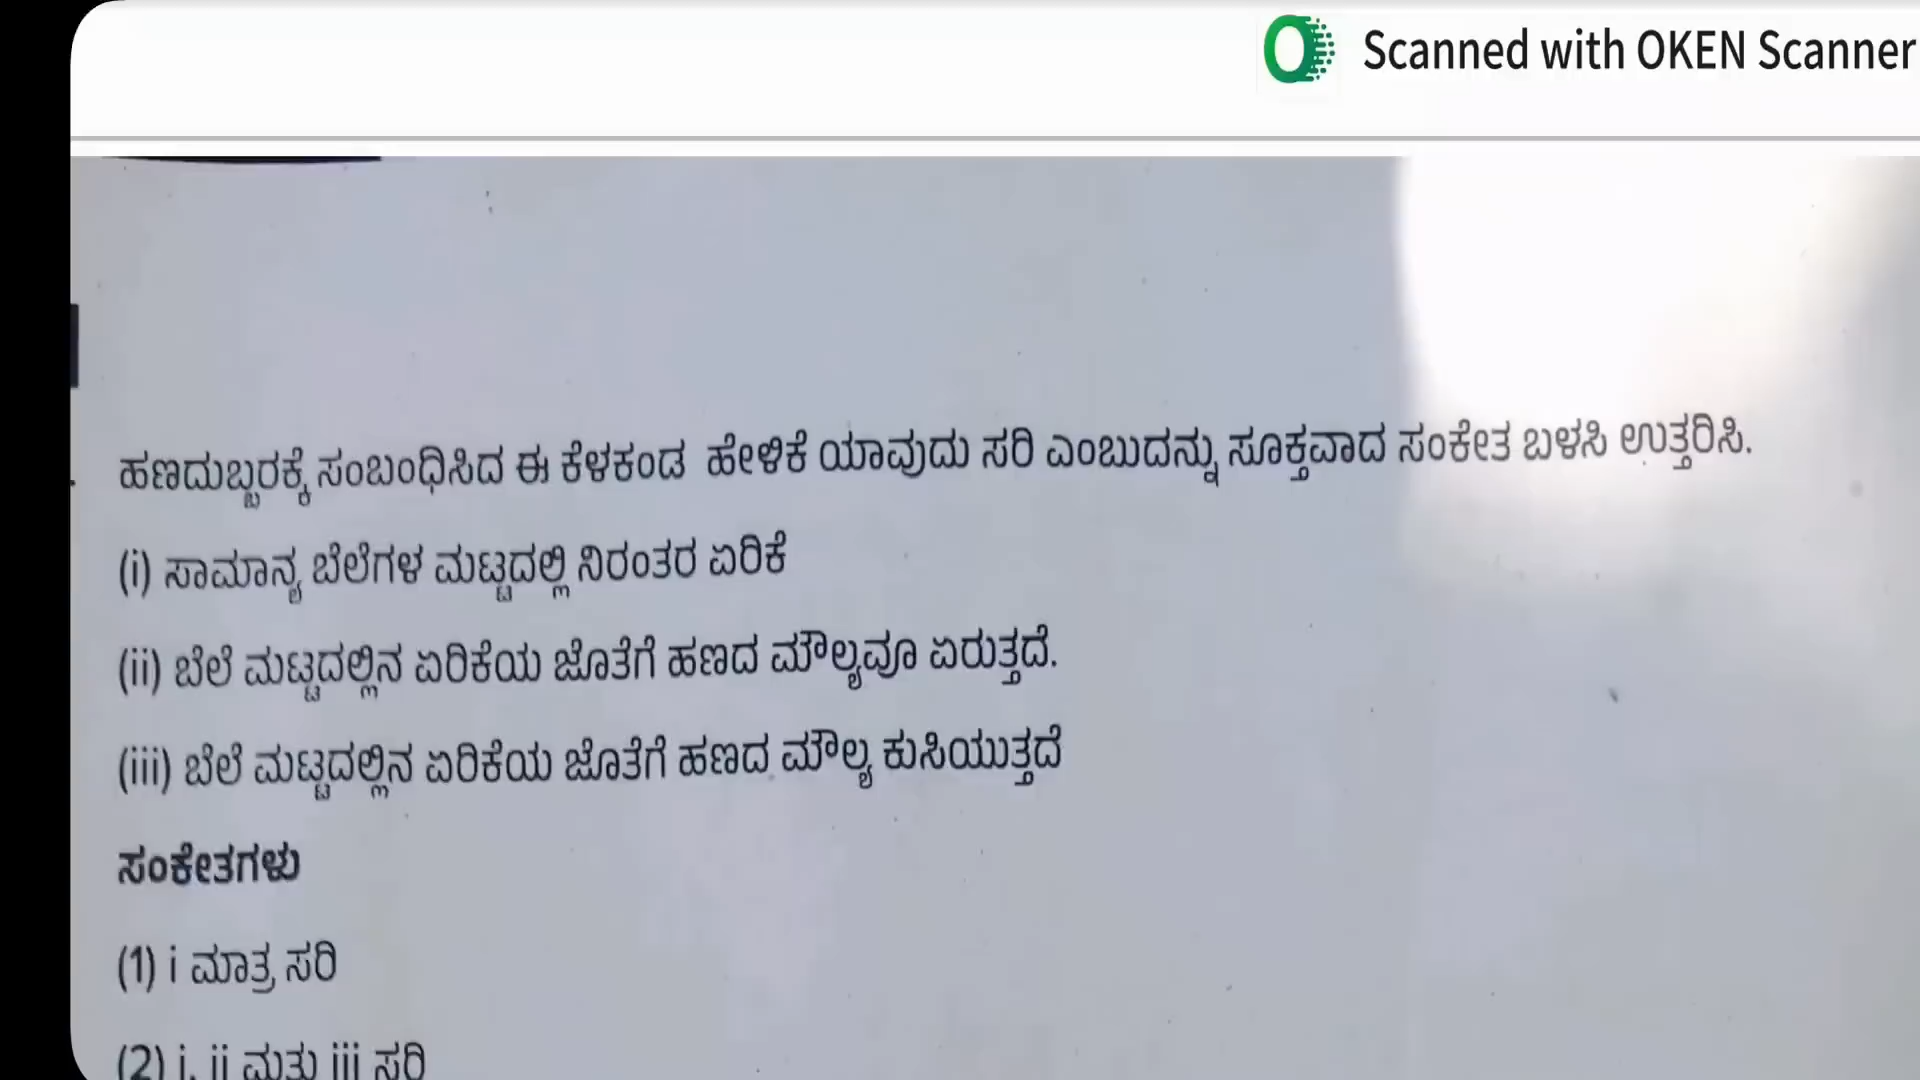 Scanned with OKEN Scanner
ಹಣದುಬ್ಬರಕ್ಕೆ ಸಂಬಂಧಿಸಿದ ಈ ಕೆಳಕಂಡ ಹೇಳಿಕೆ ಯಾವುದು ಸರಿ ಎಂಬುದನ್ನು ಸೂಕ್ತವಾದ ಸಂಕೇತ ಬಳಸಿ ಉತ್ತರಿಸಿ.
(i) ಸಾಮಾನ್ಯ ಬೆಲೆಗಳ ಮಟ್ಟದಲ್ಲಿ ನಿರಂತರ ಏರಿಕೆ
(ii) ಬೆಲೆ ಮಟ್ಟದಲ್ಲಿನ ಏರಿಕೆಯ ಜೊತೆಗೆ ಹಣದ ಮೌಲ್ಯವೂ ಏರುತ್ತದೆ.
(iii) ಬೆಲೆ ಮಟ್ಟದಲ್ಲಿನ ಏರಿಕೆಯ ಜೊತೆಗೆ ಹಣದ ಮೌಲ್ಯ ಕುಸಿಯುತ್ತದೆ
ಸಂಕೇತಗಳು
(1) i ಮಾತ್ರ ಸರಿ
(2) i, ii ಮತ್ತು iii ಸರಿ